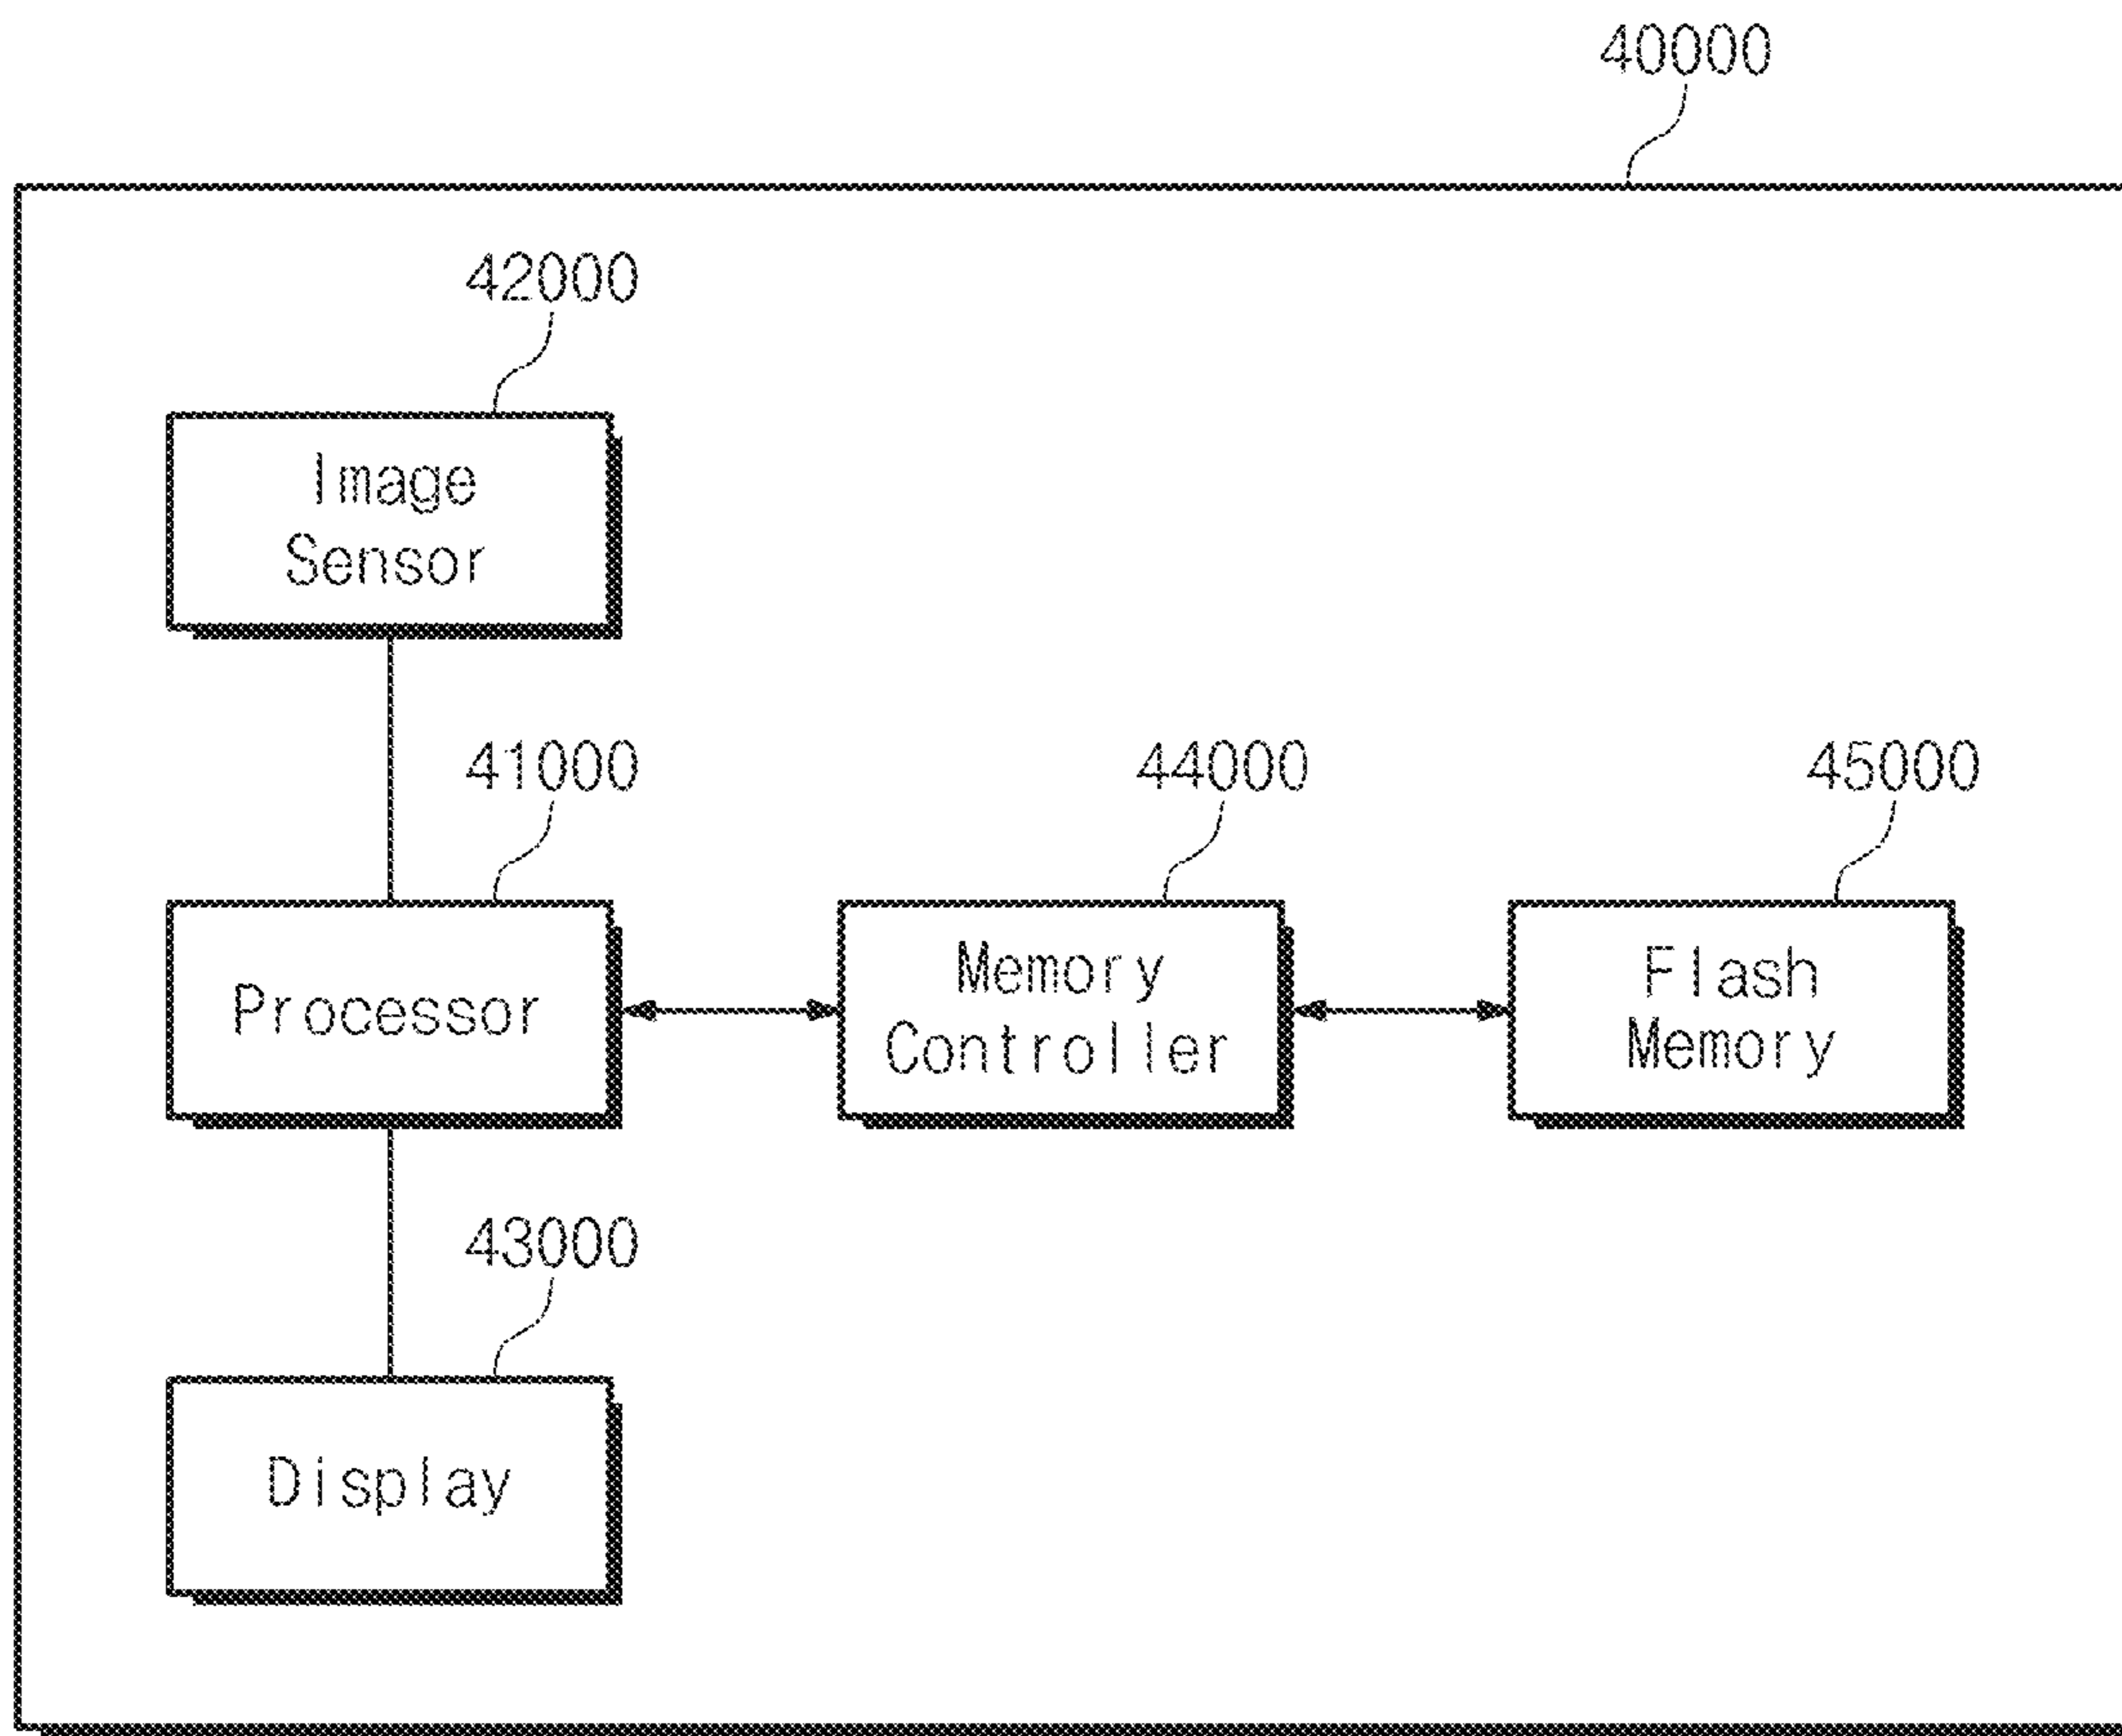 40000
42000
Image
Sensor
41000
Processor
44000
Memory
Controller
45000
Flash
Memory
43000
Display